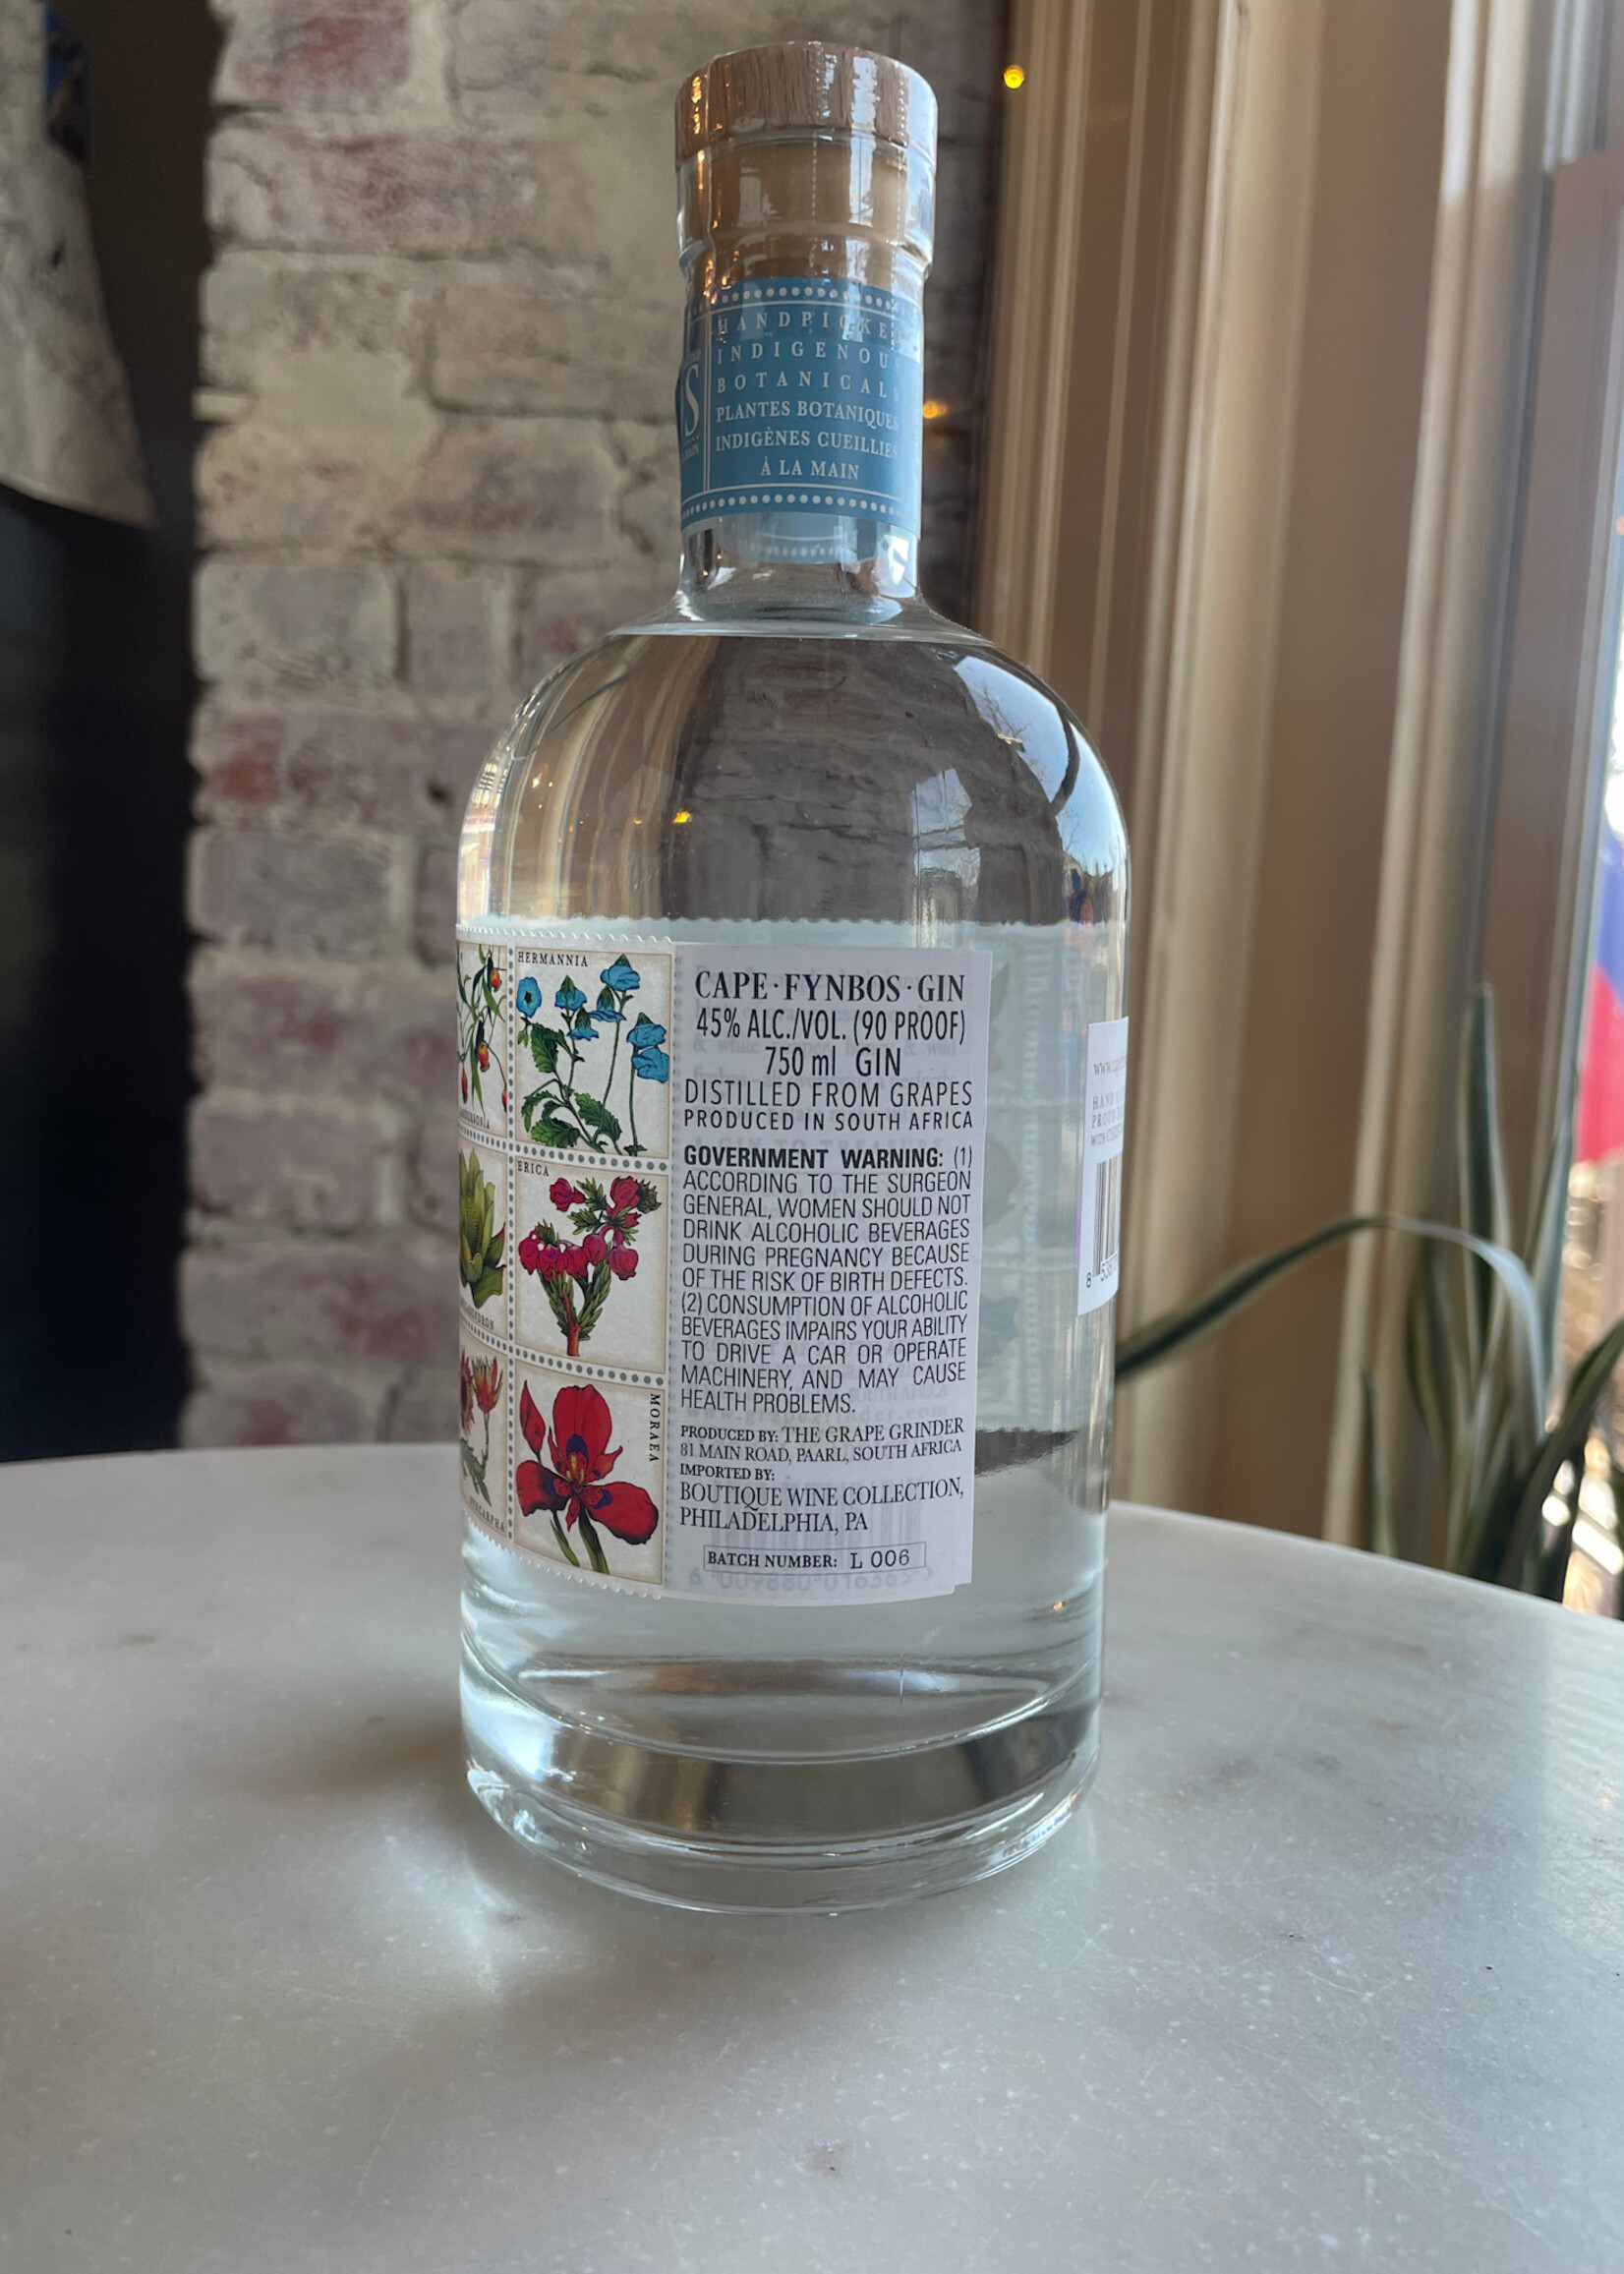 INDIGENOU
BOTANICAL
PLANTES BOTANIQUES
INDIGÈNES CUEILLIES
À LA MAIN
HERMANNIA
ERICA
MORAEA
CAPE·FYNBOS·GIN
45% ALC./VOL. (90 PROOF)
750 ml GIN
DISTILLED FROM GRAPES
PRODUCED IN SOUTH AFRICA
GOVERNMENT WARNING: (1)
ACCORDING TO THE SURGEON
GENERAL, WOMEN SHOULD NOT
DRINK ALCOHOLIC BEVERAGES
DURING PREGNANCY BECAUSE
OF THE RISK OF BIRTH DEFECTS.
(2) CONSUMPTION OF ALCOHOLIC
BEVERAGES IMPAIRS YOUR ABILITY
TO DRIVE A CAR OR OPERATE
MACHINERY, AND MAY CAUSE
HEALTH PROBLEMS.
PRODUCED BY: THE GRAPE GRINDER
81 MAIN ROAD, PAARL, SOUTH AFRICA
IMPORTED BY:
BOUTIQUE WINE COLLECTION,
PHILADELPHIA, PA
BATCH NUMBER: L 006